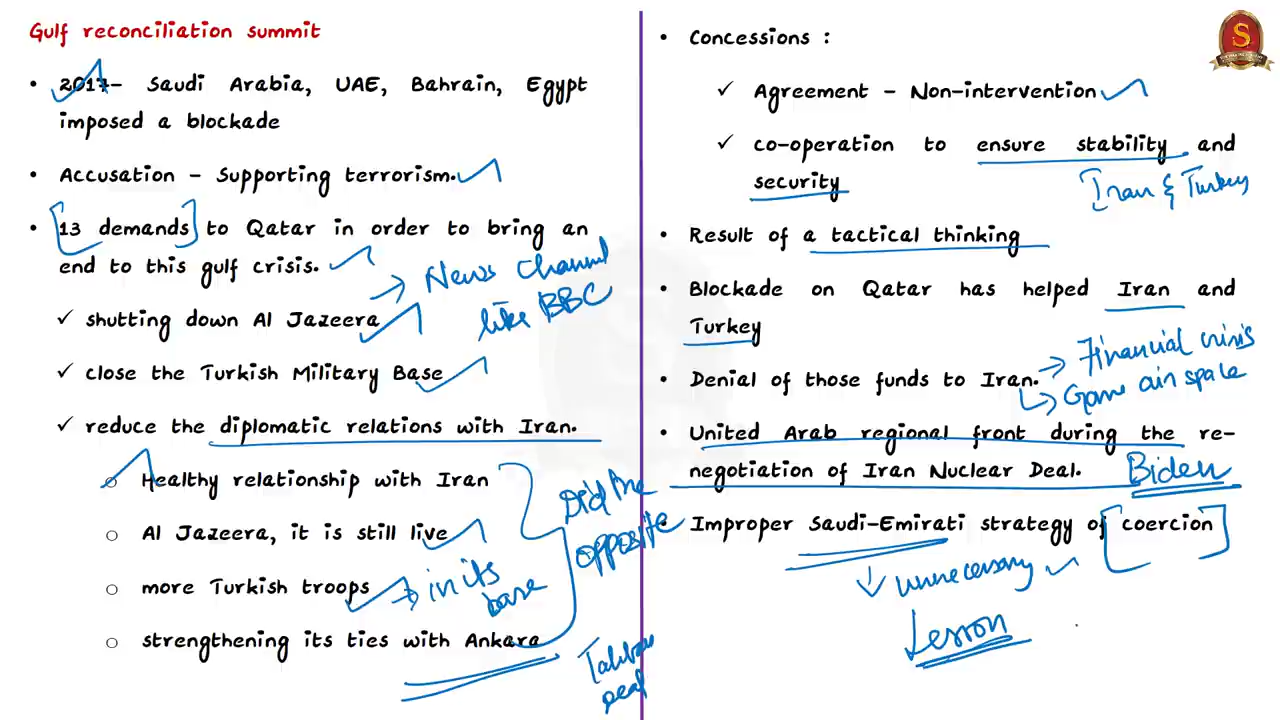 Gulf reconciliation summit
• 2017- Saudi Arabia, UAE, Bahrain, Egypt
imposed a blockade
• Accusation - Supporting terrorism.
• 13 demands to Qatar in order to bring an
end to this gulf crisis.
→ News channel
like BBC
✓ shutting down Al Jazeera
✓ close the Turkish Military Base
✓ reduce the diplomatic relations with Iran.
o Healthy relationship with Iran
o Al Jazeera, it is still live
o more Turkish troops
→ in its
base
o strengthening its ties with Ankara
Did the
opposite
Taliban
deal
• Concessions :
✓ Agreement - Non-intervention
✓ co-operation to ensure stability and
security
Iran & Turkey
• Result of a tactical thinking
• Blockade on Qatar has helped Iran and
Turkey
• Denial of those funds to Iran.
→ Financial crisis
→ Gave air space
• United Arab regional front during the re-
negotiation of Iran Nuclear Deal.
Biden
• Improper Saudi-Emirati strategy of coercion
↓ unnecessary
Lesson
S